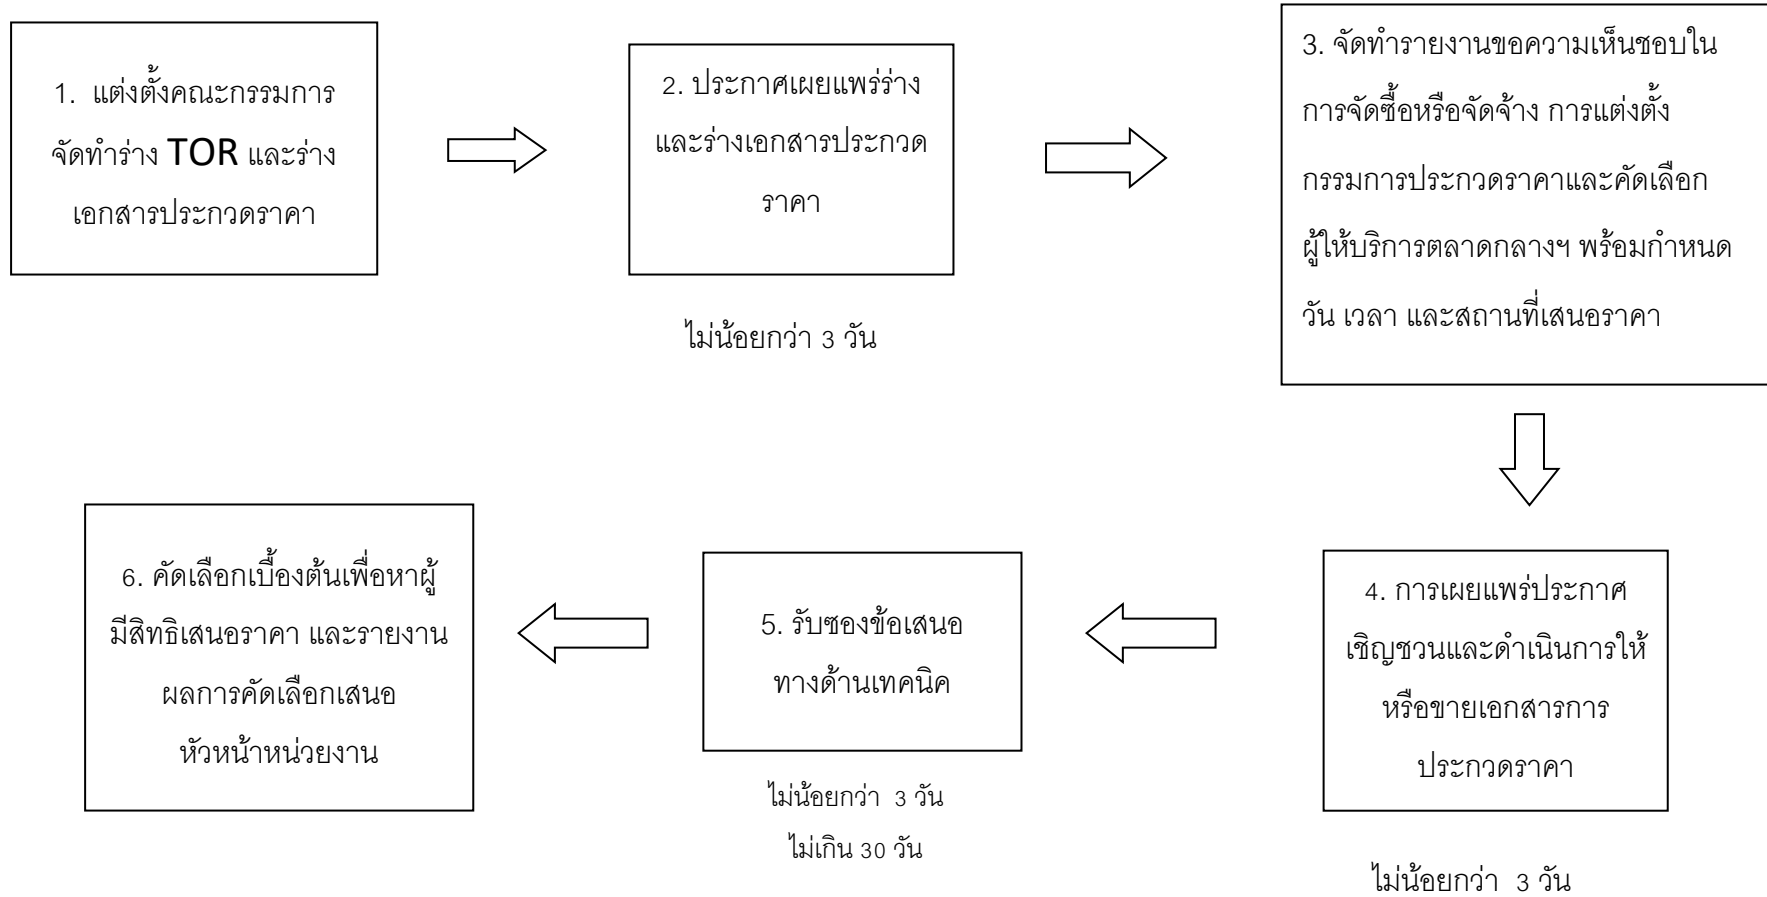 1. แต่งตั้งคณะกรรมการ
จัดทำร่าง TOR และร่าง
เอกสารประกวดราคา
2. ประกาศเผยแพร่ร่าง
และร่างเอกสารประกวด
ราคา
ไม่น้อยกว่า 3 วัน
3. จัดทำรายงานขอความเห็นชอบใน
การจัดซื้อหรือจัดจ้าง การแต่งตั้ง
กรรมการประกวดราคาและคัดเลือก
ผู้ให้บริการตลาดกลางฯ พร้อมกำหนด
วัน เวลา และสถานที่เสนอราคา
4. การเผยแพร่ประกาศ
เชิญชวนและดำเนินการให้
หรือขายเอกสารการ
ประกวดราคา
ไม่น้อยกว่า 3 วัน
5. รับซองข้อเสนอ
ทางด้านเทคนิค
ไม่น้อยกว่า 3 วัน
ไม่เกิน 30 วัน
6. คัดเลือกเบื้องต้นเพื่อหาผู้
มีสิทธิเสนอราคา และรายงาน
ผลการคัดเลือกเสนอ
หัวหน้าหน่วยงาน